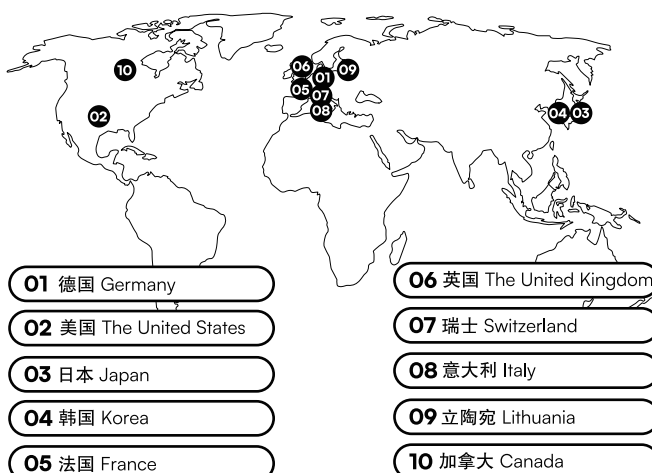 10
06
01
09
05
07
02
08
04
03
01 德国 Germany
02 美国 The United States
03 日本 Japan
04 韩国 Korea
05 法国 France
06 英国 The United Kingdom
07 瑞士 Switzerland
08 意大利 Italy
09 立陶宛 Lithuania
10 加拿大 Canada